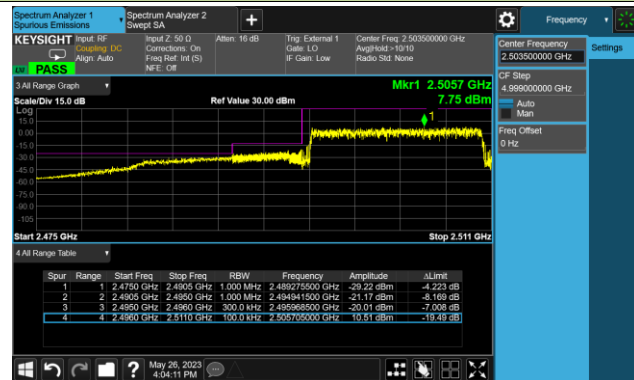 Spectrum Analyzer 1
Spurious Emissions
Spectrum Analyzer 2
Swept SA
+
Frequency
KEYSIGHT
Input: RF
Coupling: DC
Align: Auto
Input Z: 50 Ω
Corrections: On
Freq Ref: Int (S)
NFE: Off
Atten: 16 dB
Trig: External 1
Gate: LO
IF Gain: Low
Center Freq: 2.503500000 GHz
Avg|Hold:>10/10
Radio Std: None
PASS
Center Frequency
2.503500000 GHz
Settings
CF Step
4.999000000 GHz
Auto
Man
Freq Offset
0 Hz
3 All Range Graph
Mkr1 2.5057 GHz
Scale/Div 15.0 dB
Ref Value 30.00 dBm
7.75 dBm
Log
15.0
0.00
-15.0
-30.0
-45.0
-60.0
-75.0
-90.0
-105
1
Start 2.475 GHz
Stop 2.511 GHz
4 All Range Table
Spur Range Start Freq Stop Freq RBW Frequency Amplitude ΔLimit
1 1 2.4750 GHz 2.4905 GHz 1.000 MHz 2.489275500 GHz -29.22 dBm -4.223 dB
2 2 2.4905 GHz 2.4950 GHz 1.000 MHz 2.494941500 GHz -21.17 dBm -8.169 dB
3 3 2.4950 GHz 2.4960 GHz 300.0 kHz 2.495968500 GHz -20.01 dBm -7.008 dB
4 4 2.4960 GHz 2.5110 GHz 100.0 kHz 2.505705000 GHz 10.51 dBm -19.49 dB
?
May 26, 2023
4:04:11 PM